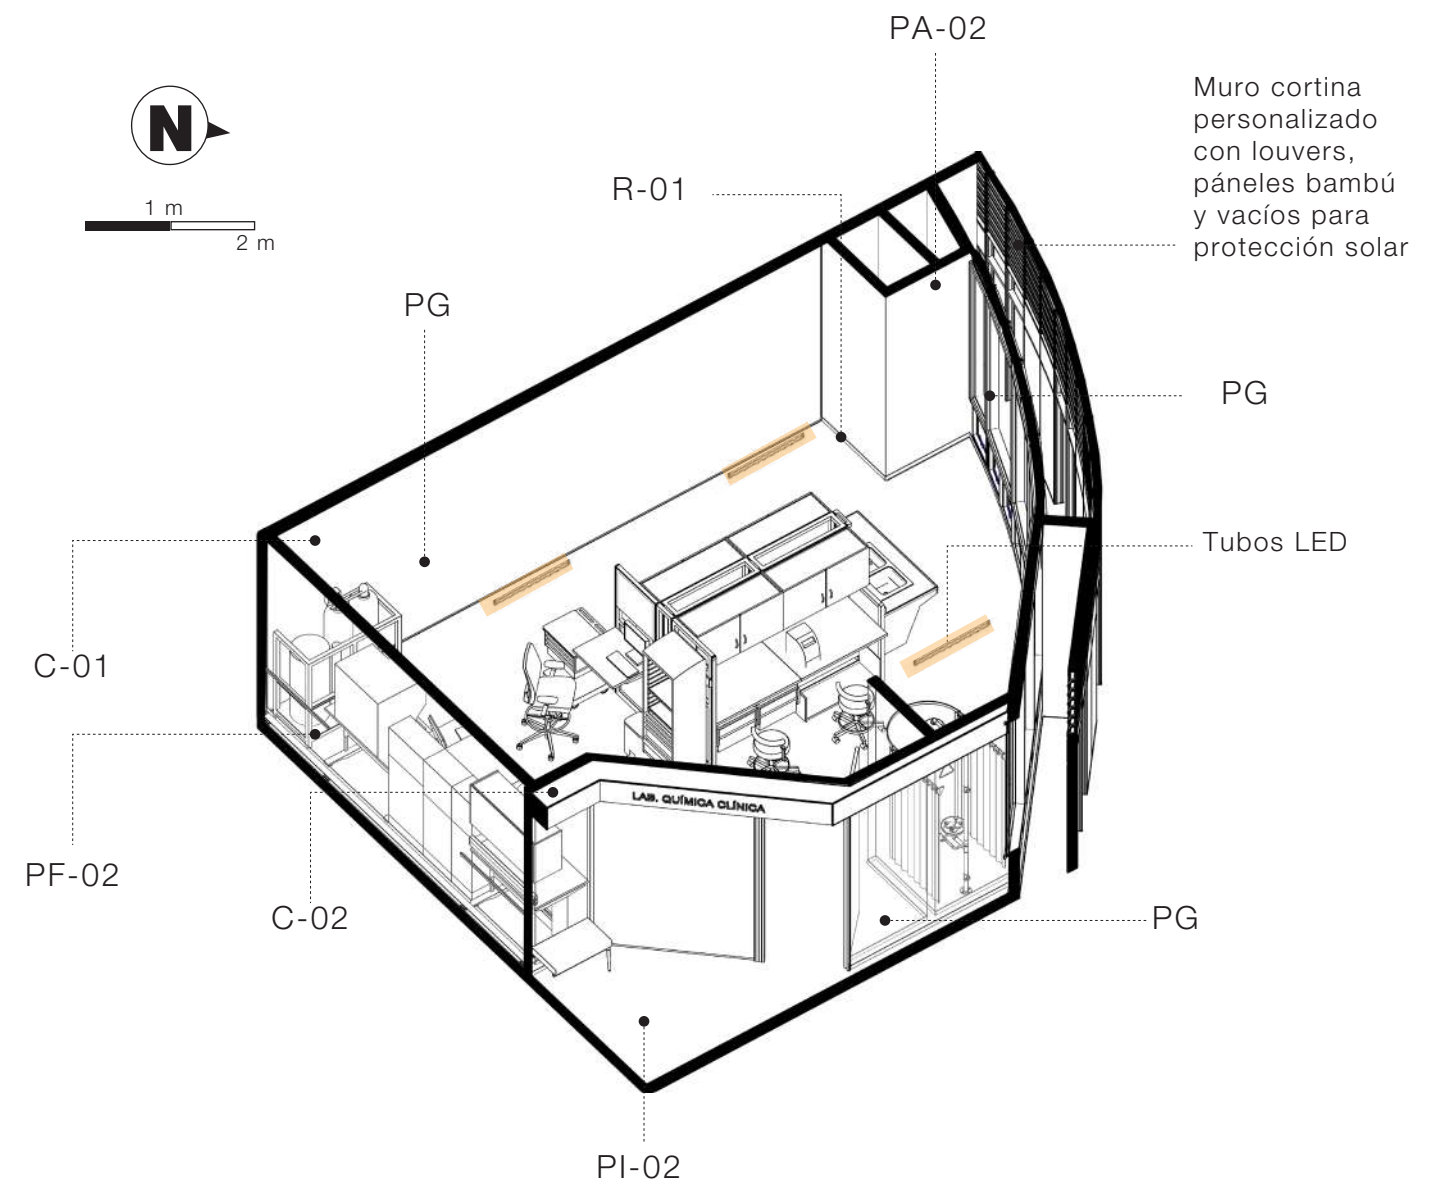 PA-02
Muro cortina
personalizado
con louvers,
páneles bambú
y vacíos para
protección solar
N
1 m
2 m
R-01
PG
PG
Tubos LED
C-01
LAB. QUÍMICA CLÍNICA
PF-02
C-02
PG
PI-02